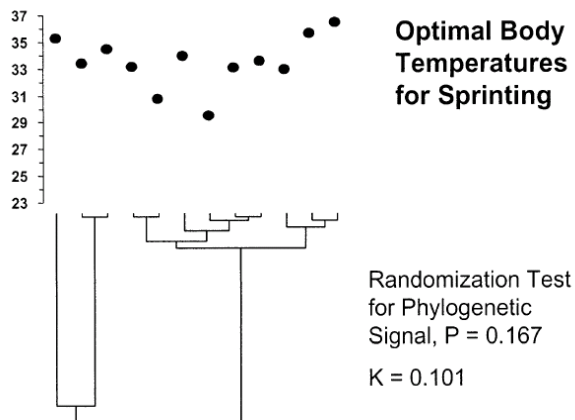 37
35
33
31
29
27
25
23
Optimal Body
Temperatures
for Sprinting
Randomization Test
for Phylogenetic
Signal, P = 0.167
K = 0.101